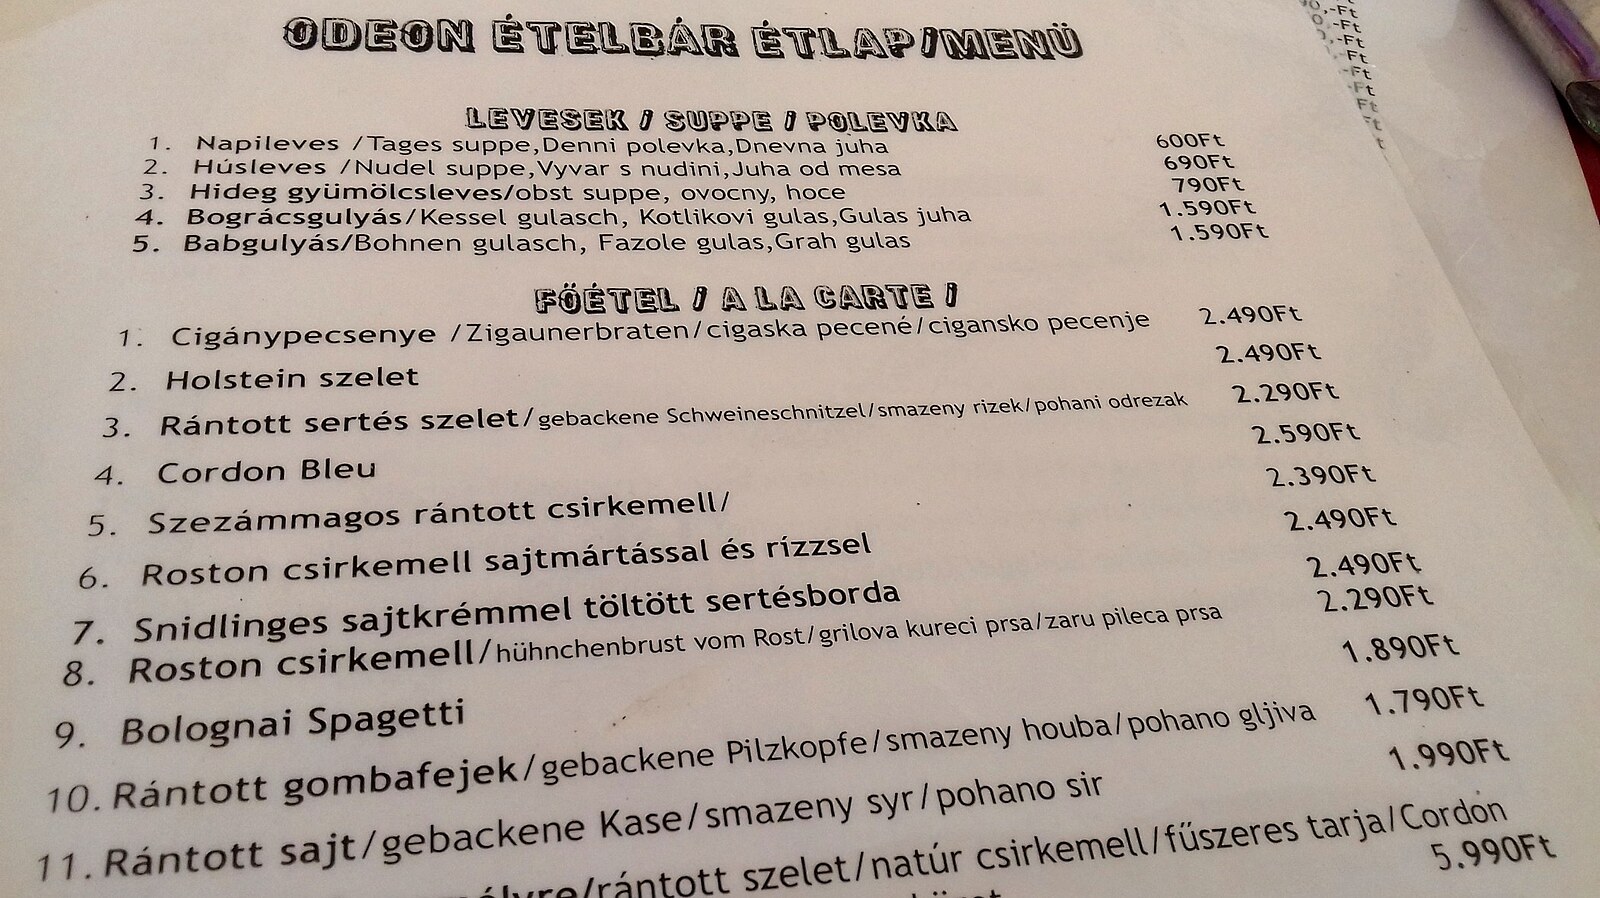 ODEON ÉTELBÁR ÉTLAP/MENÜ
LEVESEK / SUPPE / POLEVKA
1. Napileves /Tages suppe,Denni polevka,Dnevna juha 600Ft
2. Húsleves /Nudel suppe,Vyvar s nudini,Juha od mesa 690Ft
3. Hideg gyümölcsleves/obst suppe, ovocny, hoce 790Ft
4. Bográcsgulyás/Kessel gulasch, Kotlikovi gulas,Gulas juha 1.590Ft
5. Babgulyás/Bohnen gulasch, Fazole gulas,Grah gulas 1.590Ft
FŐÉTEL / A LA CARTE /
1. Cigánypecsenye /Zigaunerbraten/cigaska pecené/cigansko pecenje 2.490Ft
2. Holstein szelet 2.490Ft
3. Rántott sertés szelet/gebackene Schweineschnitzel/smazeny rizek/pohani odrezak 2.290Ft
4. Cordon Bleu 2.590Ft
5. Szezámmagos rántott csirkemell/ 2.390Ft
6. Roston csirkemell sajtmártással és rízzsel 2.490Ft
7. Snidlinges sajtkrémmel töltött sertésborda 2.490Ft
8. Roston csirkemell/hühnchenbrust vom Rost/grilova kureci prsa/zaru pileca prsa 2.290Ft
9. Bolognai Spagetti 1.890Ft
10. Rántott gombafejek/gebackene Pilzkopfe/smazeny houba/pohano gljiva 1.790Ft
11. Rántott sajt/gebackene Kase/smazeny syr/pohano sir 1.990Ft
rántott szelet/natúr csirkemell/fűszeres tarja/Cordon 5.990Ft